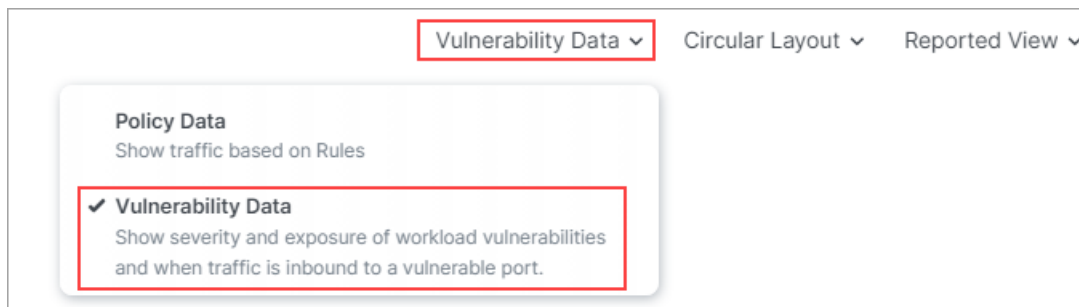 Vulnerability Data Circular Layout Reported View
Policy Data
Show traffic based on Rules
Vulnerability Data
Show severity and exposure of workload vulnerabilities
and when traffic is inbound to a vulnerable port.